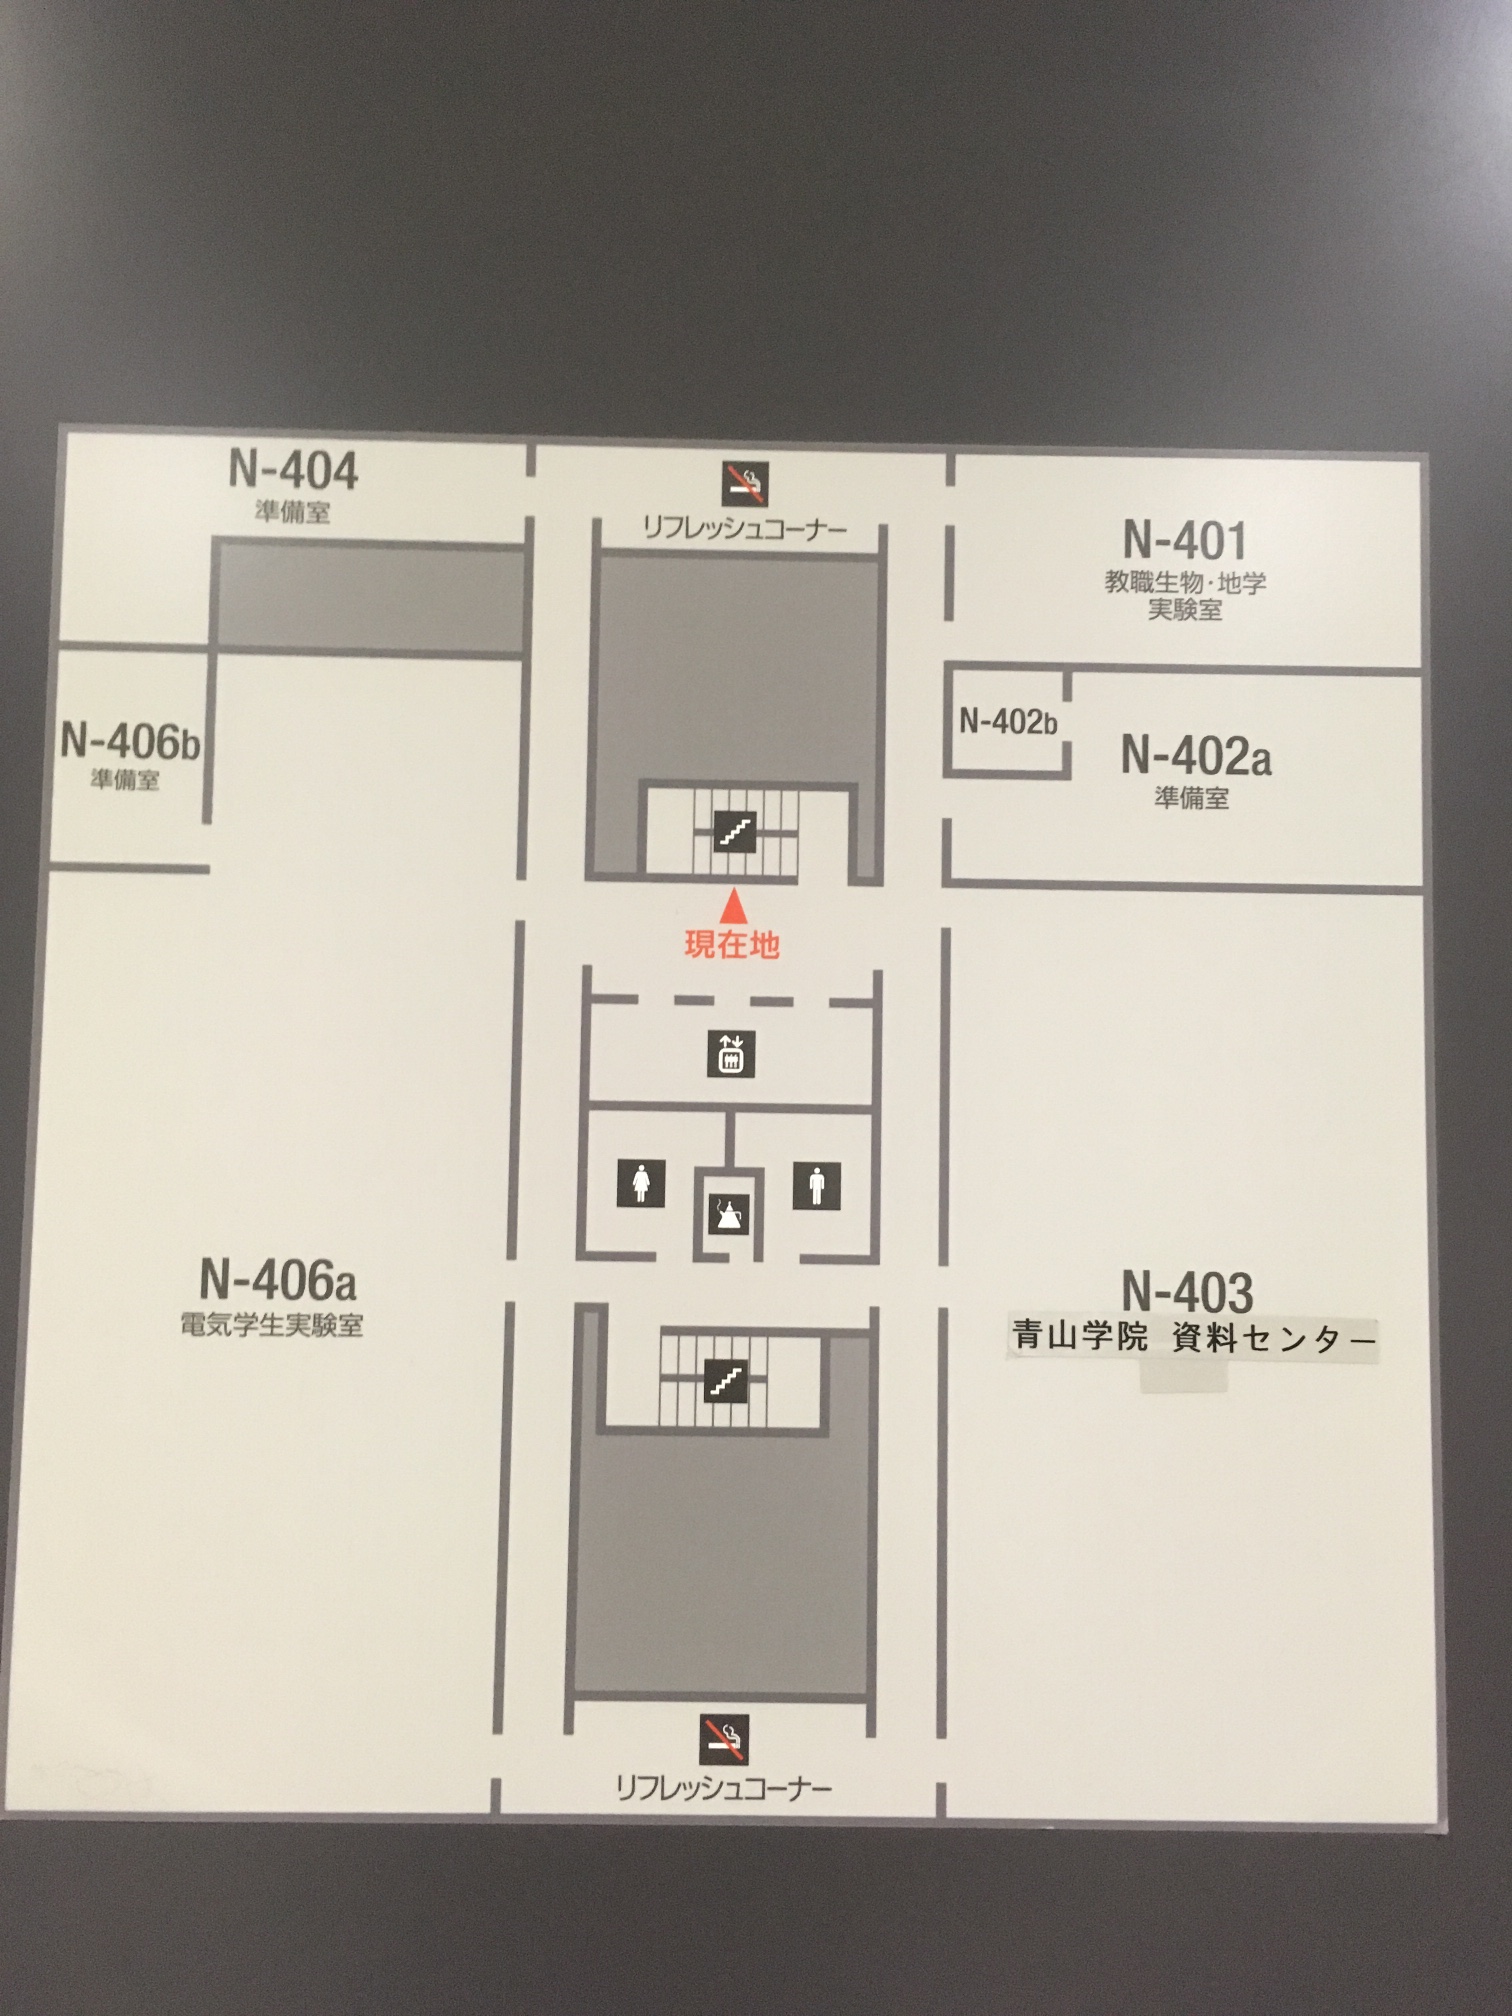 N-404
準備室
リフレッシュコーナー
N-401
教職生物・地学
実験室
N-406b
準備室
N-402b
N-402a
準備室
現在地
N-406a
電気学生実験室
N-403
青山学院 資料センター
リフレッシュコーナー